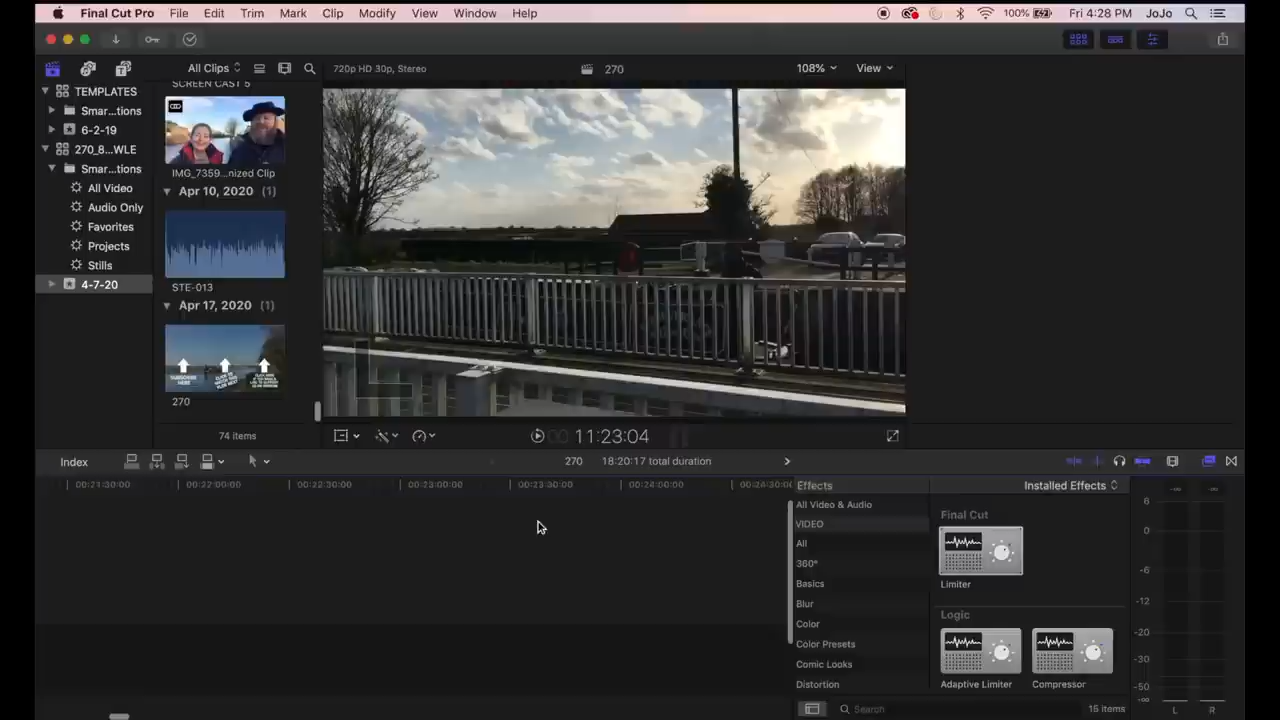 Final Cut Pro File Edit Trim Mark Clip Modify View Window Help 100% Fri 4:28 PM JoJo
All Clips 720p HD 30p, Stereo 270 108% View
TEMPLATES
Smar...tions
6-2-19
270_8...WLE
Smar...tions
All Video
Audio Only
Favorites
Projects
Stills
4-7-20
SCREEN CAST 5
IMG_7359...nized Clip
Apr 10, 2020 (1)
STE-013
Apr 17, 2020 (1)
SUBSCRIBE
HERE
270
74 items
11:23:04
Index 270 18:20:17 total duration
00:21:30:00 00:22:00:00 00:22:30:00 00:23:00:00 00:23:30:00 00:24:00:00 00:24:30:00
Effects Installed Effects
All Video & Audio
VIDEO
All
360°
Basics
Blur
Color
Color Presets
Comic Looks
Distortion
Final Cut
Limiter
Logic
Adaptive Limiter Compressor
Search 15 items
6
0
-6
-12
-20
-30
-50
-∞
L R